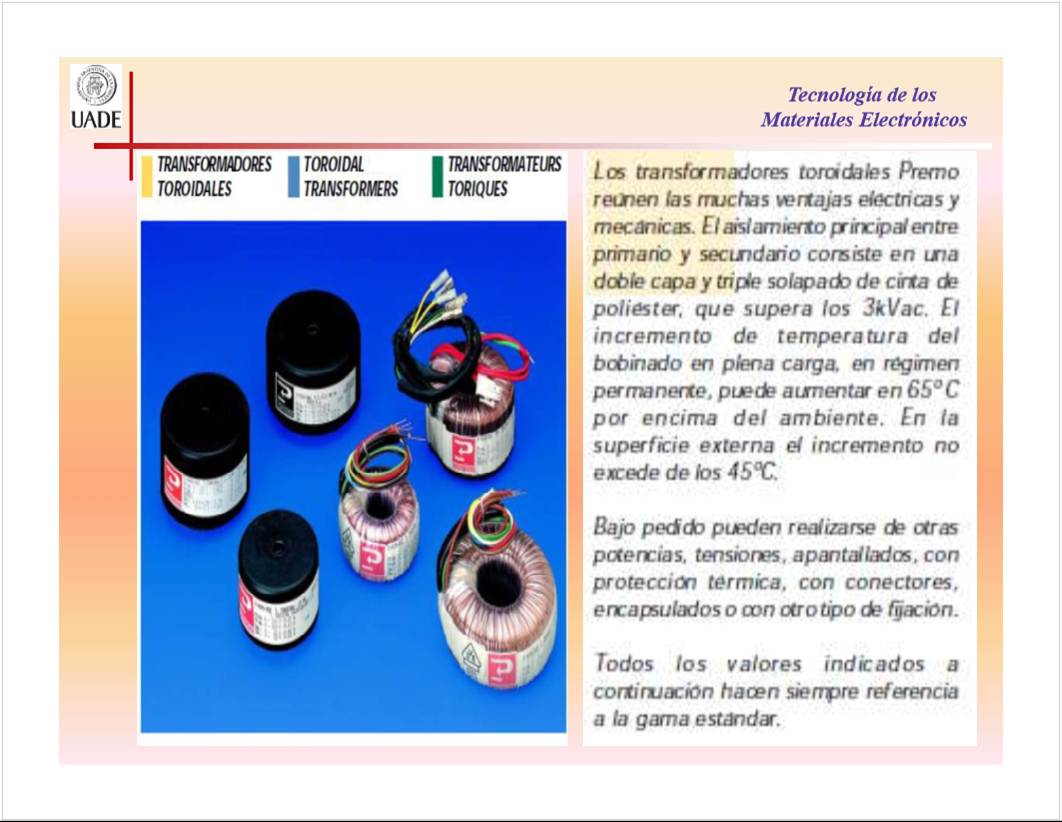 UADE
Tecnología de los
Materiales Electrónicos
TRANSFORMADORES
TOROIDALES
TOROIDAL
TRANSFORMERS
TRANSFORMATEURS
TORIQUES
Los transformadores toroidales Premo
reúnen las muchas ventajas eléctricas y
mecánicas. El aislamiento principal entre
primario y secundario consiste en una
doble capa y triple solapado de cinta de
poliéster, que supera los 3kVac. El
incremento de temperatura del
bobinado en plena carga, en régimen
permanente, puede aumentar en 65ºC
por encima del ambiente. En la
superficie externa el incremento no
excede de los 45ºC.
Bajo pedido pueden realizarse de otras
potencias, tensiones, apantallados, con
protección térmica, con conectores,
encapsulados o con otro tipo de fijación.
Todos los valores indicados a
continuación hacen siempre referencia
a la gama estándar.